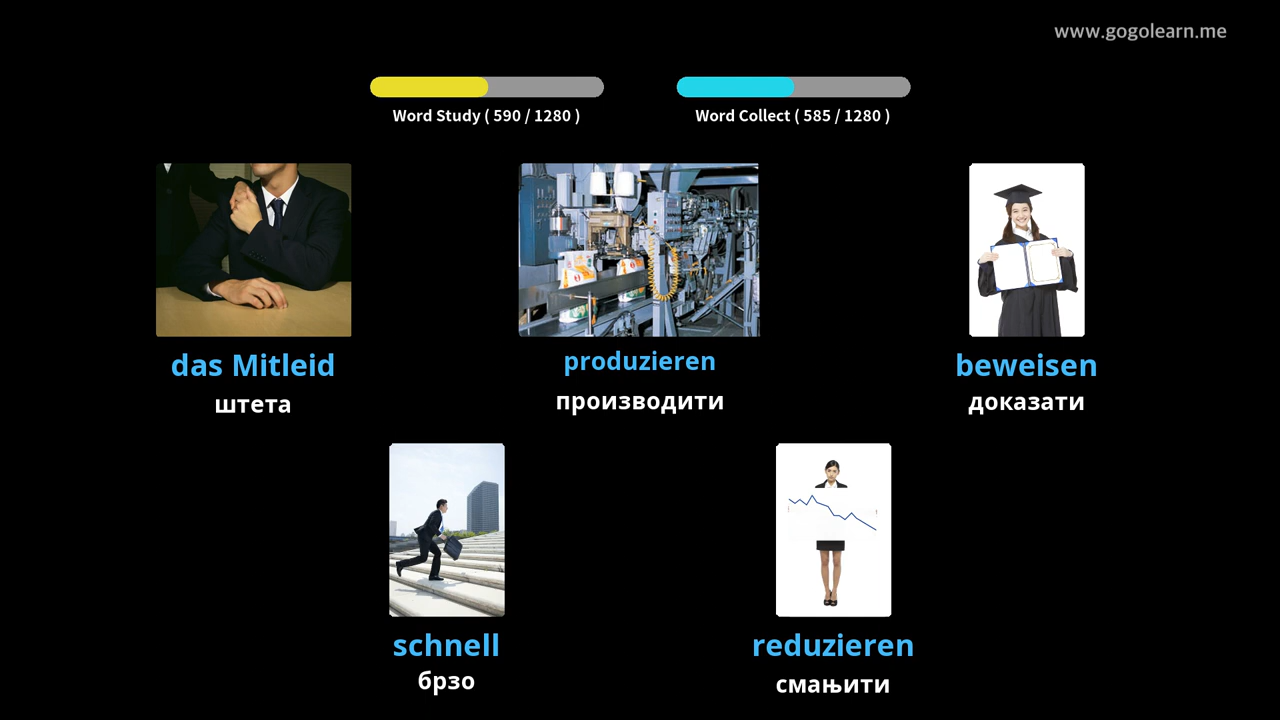 www.gogolearn.me
Word Study ( 590 / 1280 )
Word Collect ( 585 / 1280 )
das Mitleid
штета
produzieren
производити
beweisen
доказати
schnell
брзо
reduzieren
смањити